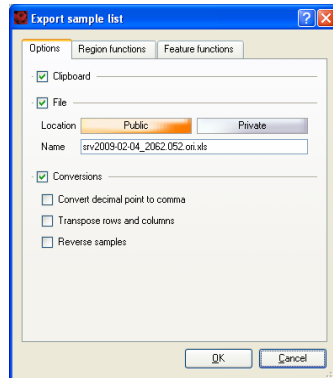 Export sample list
Options Region functions Feature functions
Clipboard
File
Location Public Private
Name srv2009-02-04_2062.052.ori.xls
Conversions
Convert decimal point to comma
Transpose rows and columns
Reverse samples
OK Cancel